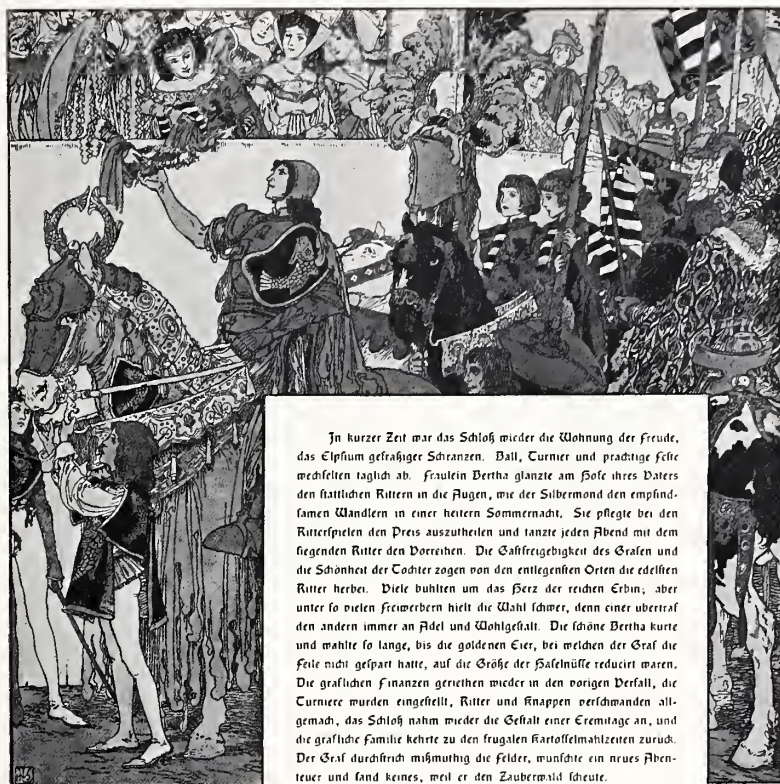 In kurzer Zeit war das Schloß wieder die Wohnung der Freude,
das Elysium gefräßiger Schranzen. Ball, Turnier und prächtige Feste
wechselten täglich ab. Fräulein Bertha glänzte am Hofe ihres Vaters
den stattlichen Rittern in die Augen, wie der Silbermond den empfind-
samen Wandlern in einer heitern Sommernacht. Sie pflegte bei den
Ritterspielen den Preis auszutheilen und tanzte jeden Abend mit dem
siegenden Ritter den Vorreihen. Die Gastfreigebigkeit des Grafen und
die Schönheit der Tochter zogen von den entlegensten Orten die edelsten
Ritter herbei. Viele buhlten um das Herz der reichen Erbin; aber
unter so vielen Freiwerbern hielt die Wahl schwer, denn einer übertraf
den andern immer an Adel und Wohlgestalt. Die schöne Bertha kürte
und wählte so lange, bis die goldenen Eier, bei welchen der Graf die
Feile nicht gespart hatte, auf die Größe der Haselnüsse reducirt waren.
Die gräflichen Finanzen geriethen wieder in den vorigen Verfall, die
Turniere wurden eingestellt, Ritter und Knappen verschwanden all-
gemach, das Schloß nahm wieder die Gestalt einer Eremitage an, und
die gräfliche Familie kehrte zu den frugalen Kartoffelmahlzeiten zurück.
Der Graf durchstrich mißmuthig die Felder, wünschte ein neues Aben-
teuer und fand keines, weil er den Zauberwald scheute.